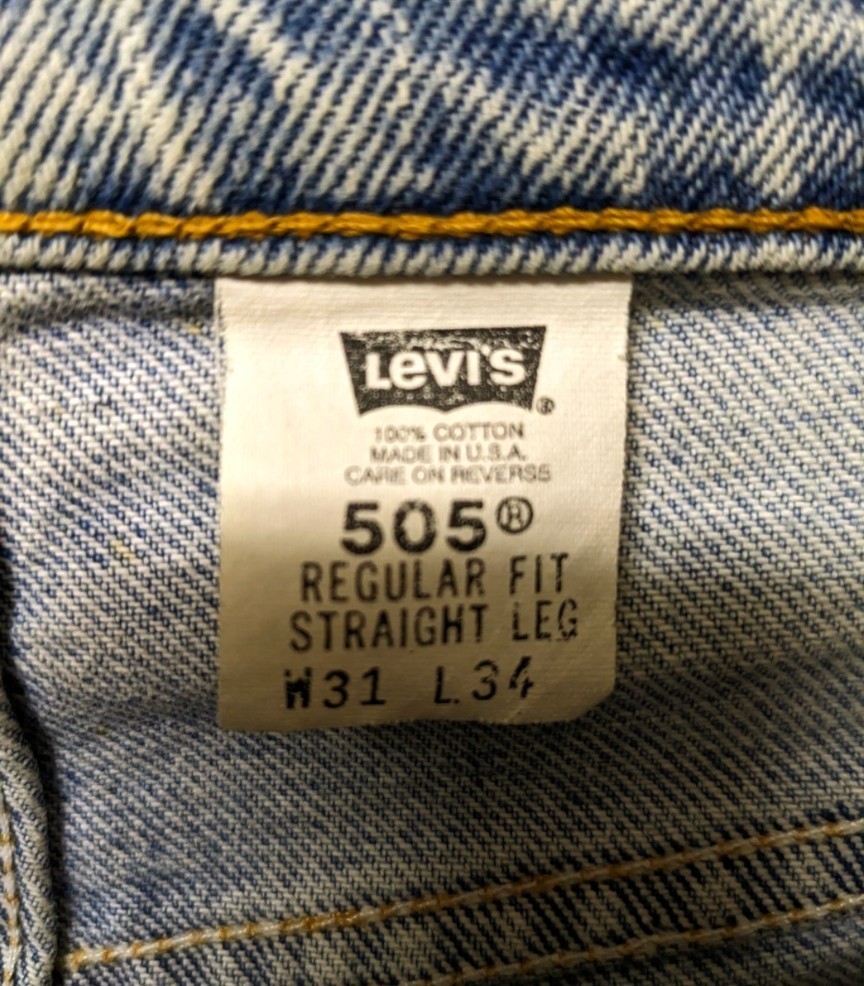 Levi's®
100% COTTON
MADE IN U.S.A.
CARE ON REVERSE
505®
REGULAR FIT
STRAIGHT LEG
W31 L34